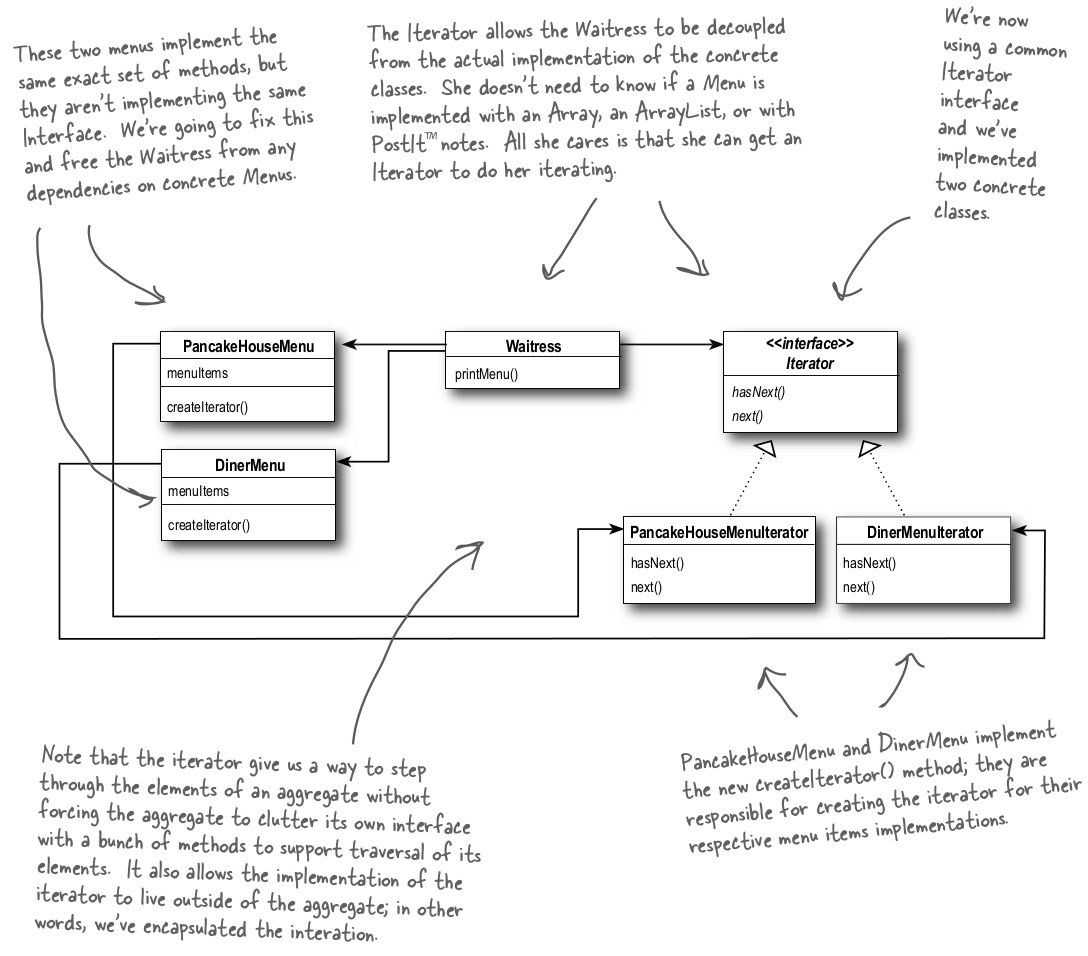 These two menus implement the
same exact set of methods, but
they aren't implementing the same
Interface. We're going to fix this
and free the Waitress from any
dependencies on concrete Menus.
The Iterator allows the Waitress to be decoupled
from the actual implementation of the concrete
classes. She doesn't need to know if a Menu is
implemented with an Array, an ArrayList, or with
PostIt™ notes. All she cares is that she can get an
Iterator to do her iterating.
We're now
using a common
Iterator
interface
and we've
implemented
two concrete
classes.
PancakeHouseMenu
menuItems
createIterator()
Waitress
printMenu()
<<interface>>
Iterator
hasNext()
next()
DinerMenu
menuItems
createIterator()
PancakeHouseMenuIterator
hasNext()
next()
DinerMenuIterator
hasNext()
next()
Note that the iterator give us a way to step
through the elements of an aggregate without
forcing the aggregate to clutter its own interface
with a bunch of methods to support traversal of its
elements. It also allows the implementation of the
iterator to live outside of the aggregate; in other
words, we've encapsulated the interation.
PancakeHouseMenu and DinerMenu implement
the new createIterator() method; they are
responsible for creating the iterator for their
respective menu items implementations.